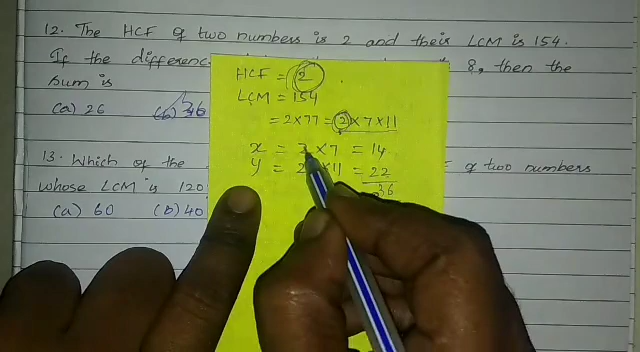 12. The HCF of two numbers is 2 and their LCM is 154.
If the differenc 8, then the
sum is
(a) 26 (b) 36
HCF = 2
LCM = 154
= 2×77 = 2×7×11
x = 2×7 = 14
y = 2 ×11 = 22
36
13. Which of the of two numbers
whose LCM is 120
(a) 60 (b) 40